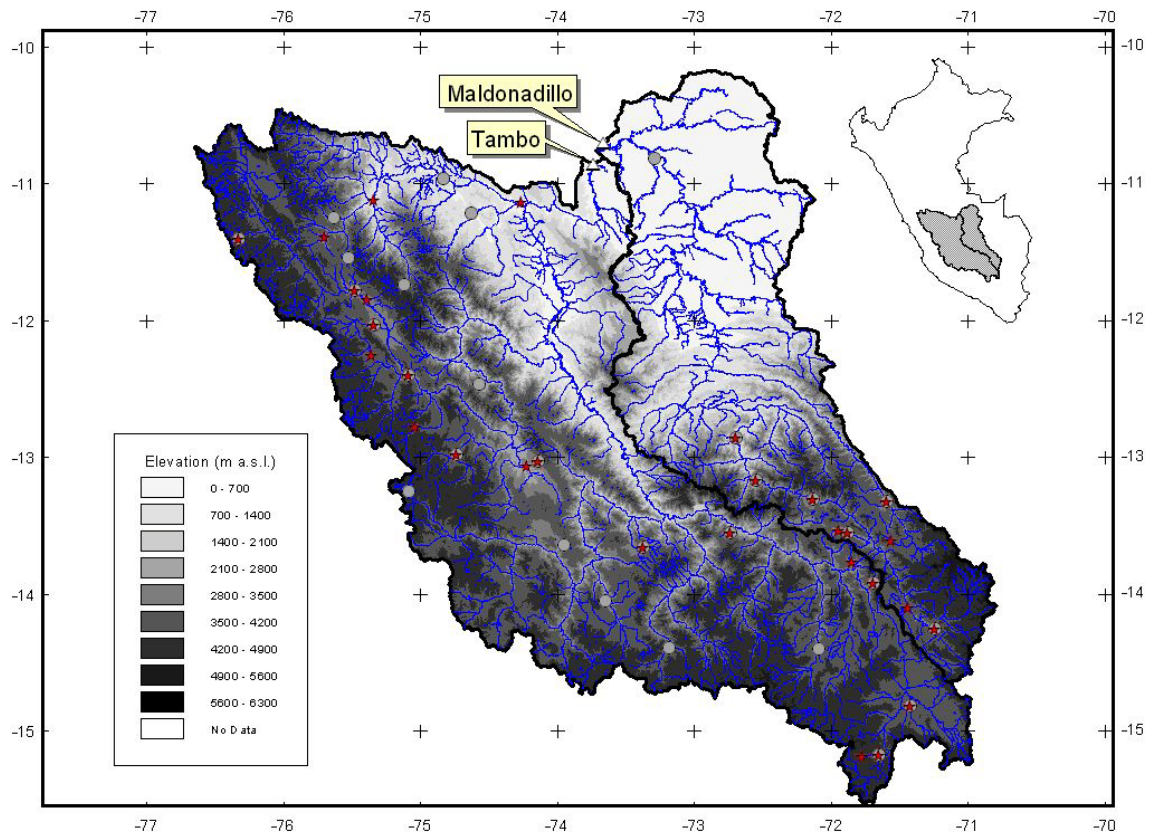 -77 -76 -75 -74 -73 -72 -71 -70
-10 -10
Maldonadillo
Tambo
-11 -11
-12 -12
-13 -13
-14 -14
-15 -15
Elevation (m a.s.l.)
0 - 700
700 - 1400
1400 - 2100
2100 - 2800
2800 - 3500
3500 - 4200
4200 - 4900
4900 - 5600
5600 - 6300
No Data
-77 -76 -75 -74 -73 -72 -71 -70